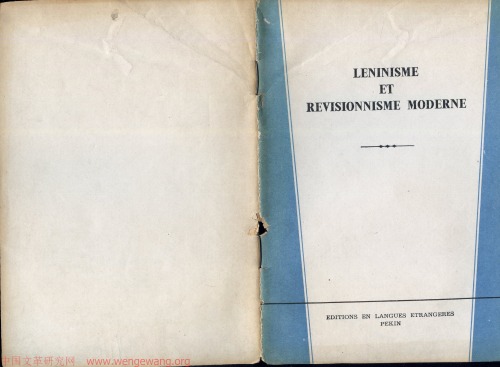 LENINISME
ET
REVISIONNISME MODERNE
EDITIONS EN LANGUES ETRANGERES
PEKIN
中国文革研究网 www.wengewang.org